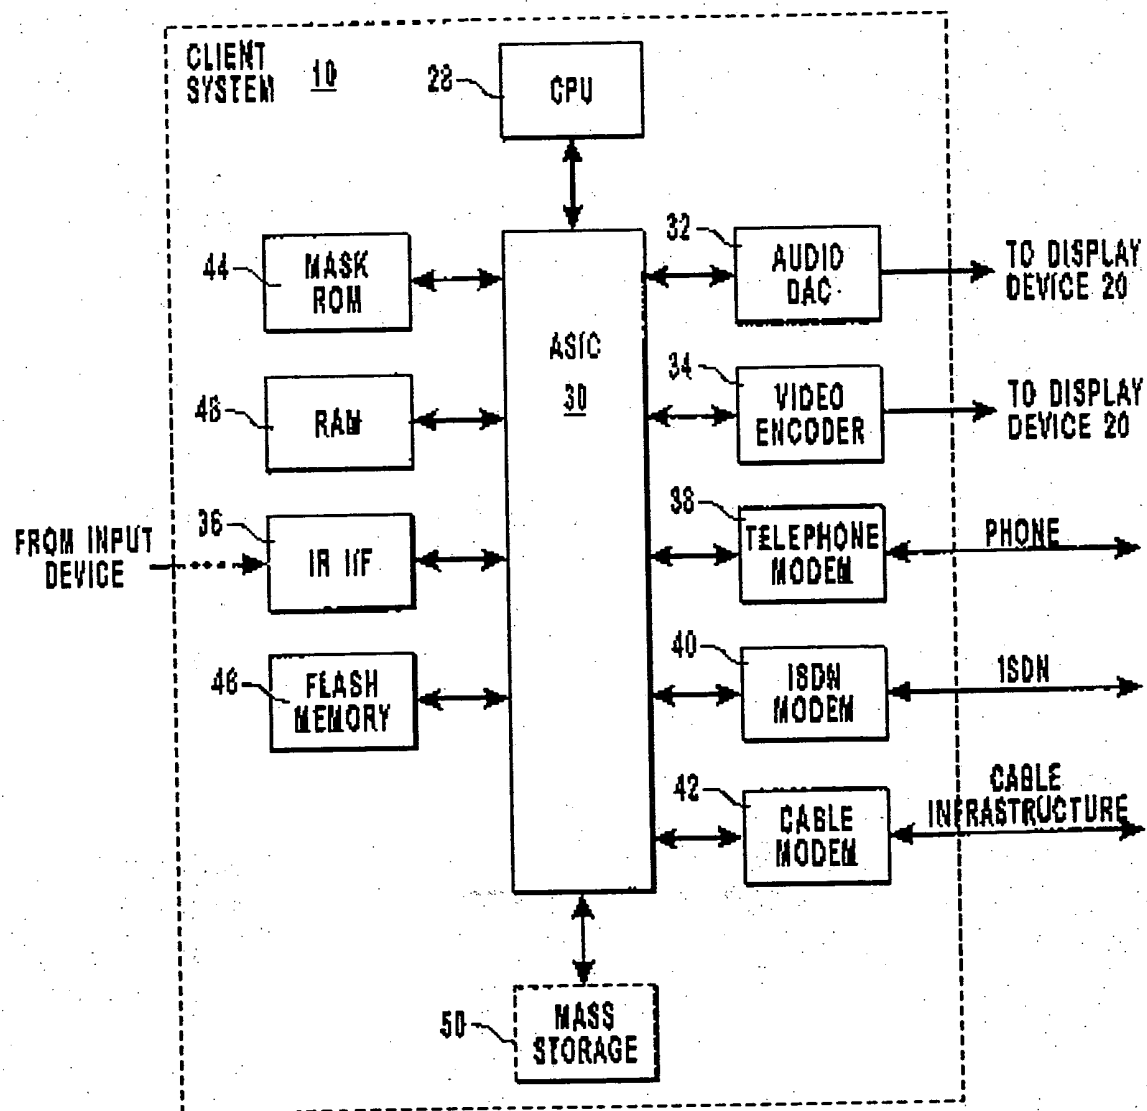 CLIENT
SYSTEM 10
28
CPU
44
MASK
ROM
32
AUDIO
DAC
TO DISPLAY
DEVICE 20
ASIC
30
48
RAM
34
VIDEO
ENCODER
TO DISPLAY
DEVICE 20
FROM INPUT
DEVICE
36
IR I/F
38
TELEPHONE
MODEM
PHONE
46
FLASH
MEMORY
40
ISDN
MODEM
ISDN
42
CABLE
MODEM
CABLE
INFRASTRUCTURE
50
MASS
STORAGE